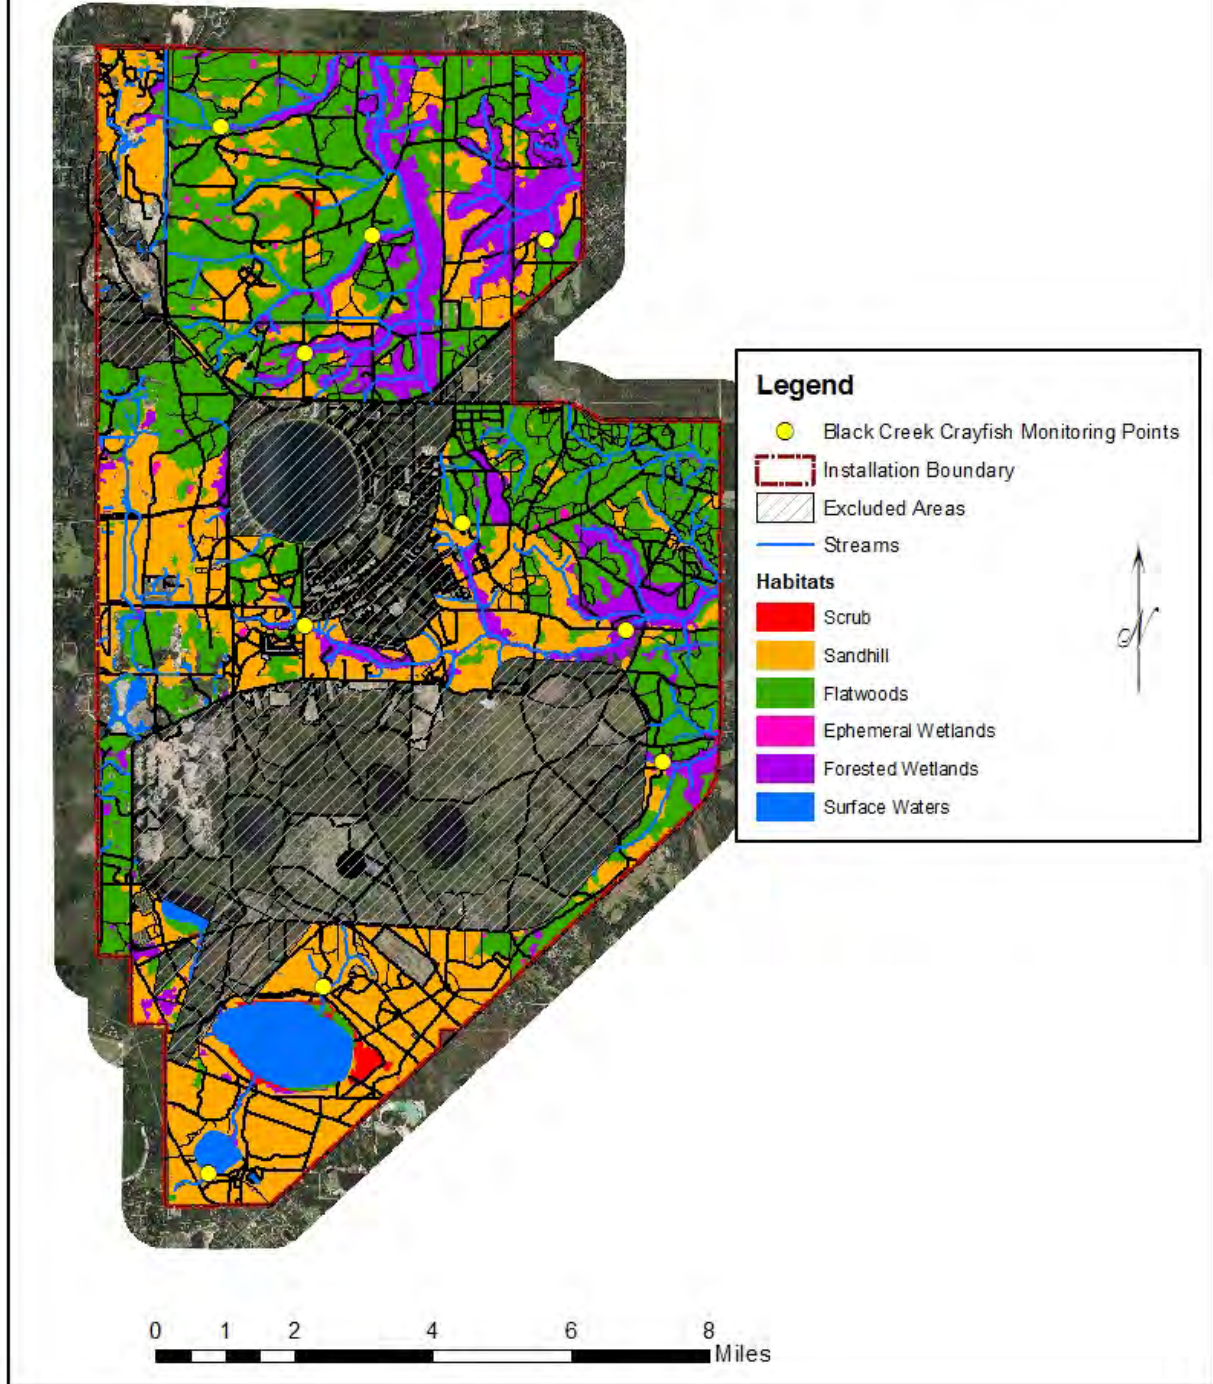 Legend
Black Creek Crayfish Monitoring Points
Installation Boundary
Excluded Areas
Streams
Habitats
Scrub
Sandhill
Flatwoods
Ephemeral Wetlands
Forested Wetlands
Surface Waters
N
0 1 2 4 6 8
Miles